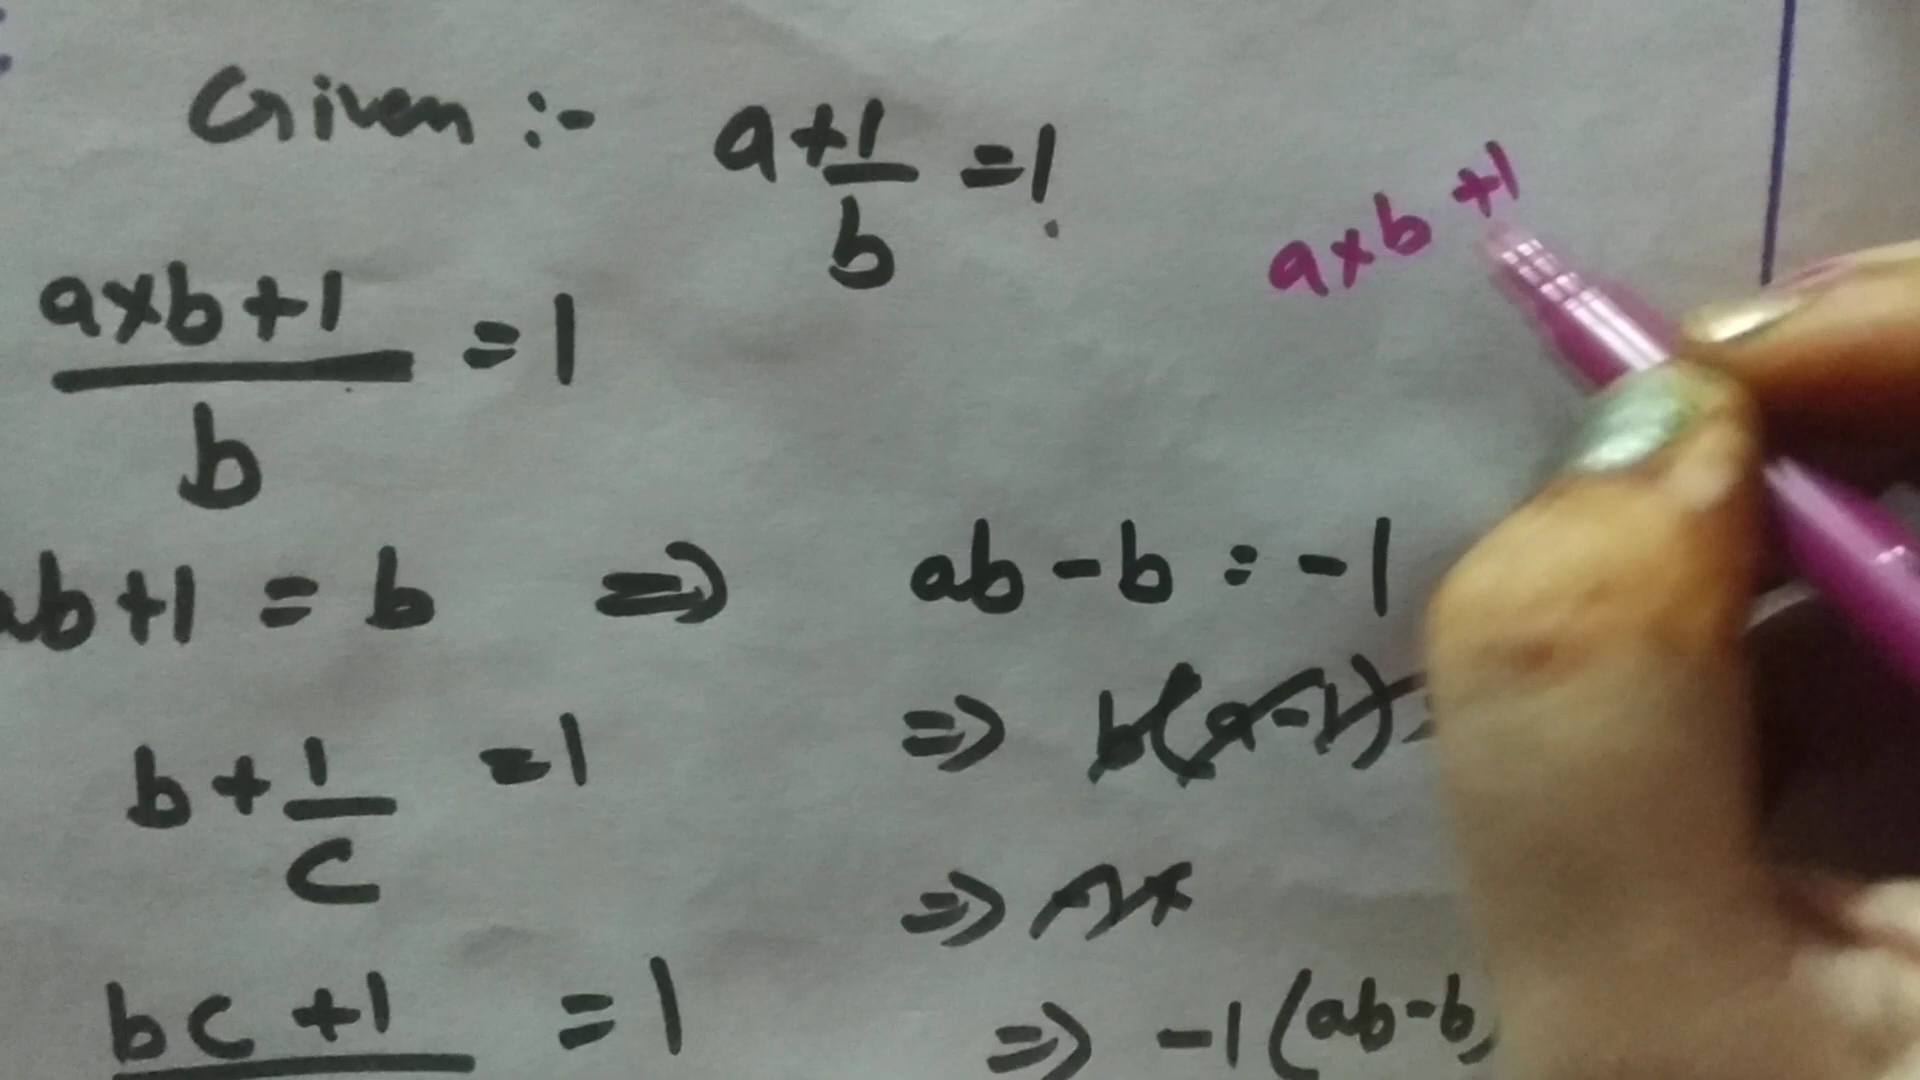 Given :- a + 1/b = 1
a×b +1
a×b+1 / b = 1
ab+1 = b ⇒ ab - b = -1
⇒ b(a-1) =
b + 1/c = 1
⇒
bc +1 = 1
⇒ -1(ab-b)